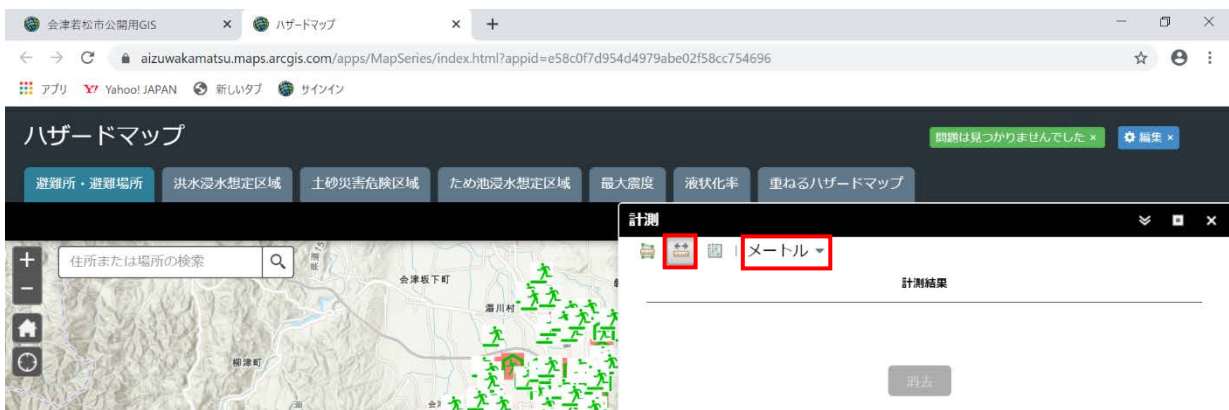 会津若松市公開用GIS × ハザードマップ × +
aizuwakamatsu.maps.arcgis.com/apps/MapSeries/index.html?appid=e58c0f7d954d4979abe02f58cc754696
アプリ Yahoo! JAPAN 新しいタブ サインイン
ハザードマップ
問題は見つかりませんでした × 編集 ×
避難所・避難場所 洪水浸水想定区域 土砂災害危険区域 ため池浸水想定区域 最大震度 液状化率 重ねるハザードマップ
計測
住所または場所の検索
メートル
計測結果
会津坂下町
湯川村
柳津町
消去